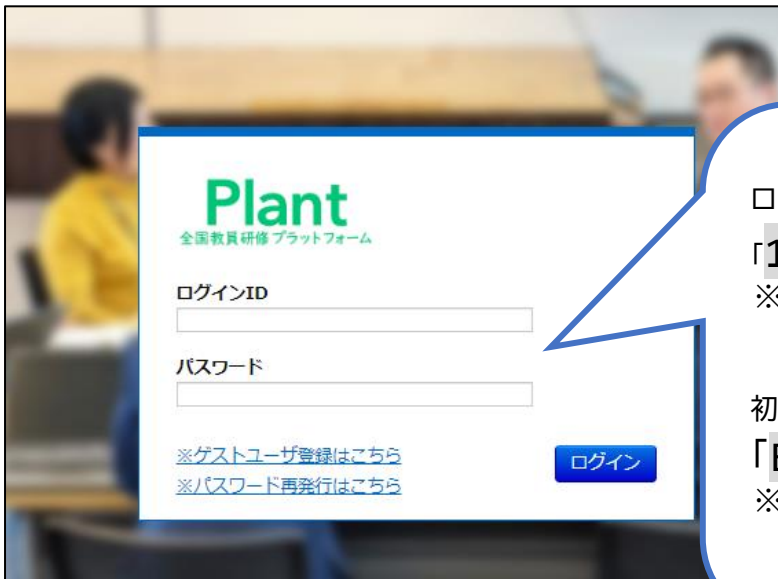 Plant
全国教員研修プラットフォーム
ログインID
パスワード
※ゲストユーザ登録はこちら
※パスワード再発行はこちら
ログイン
ロ
「1
※
初
「
※